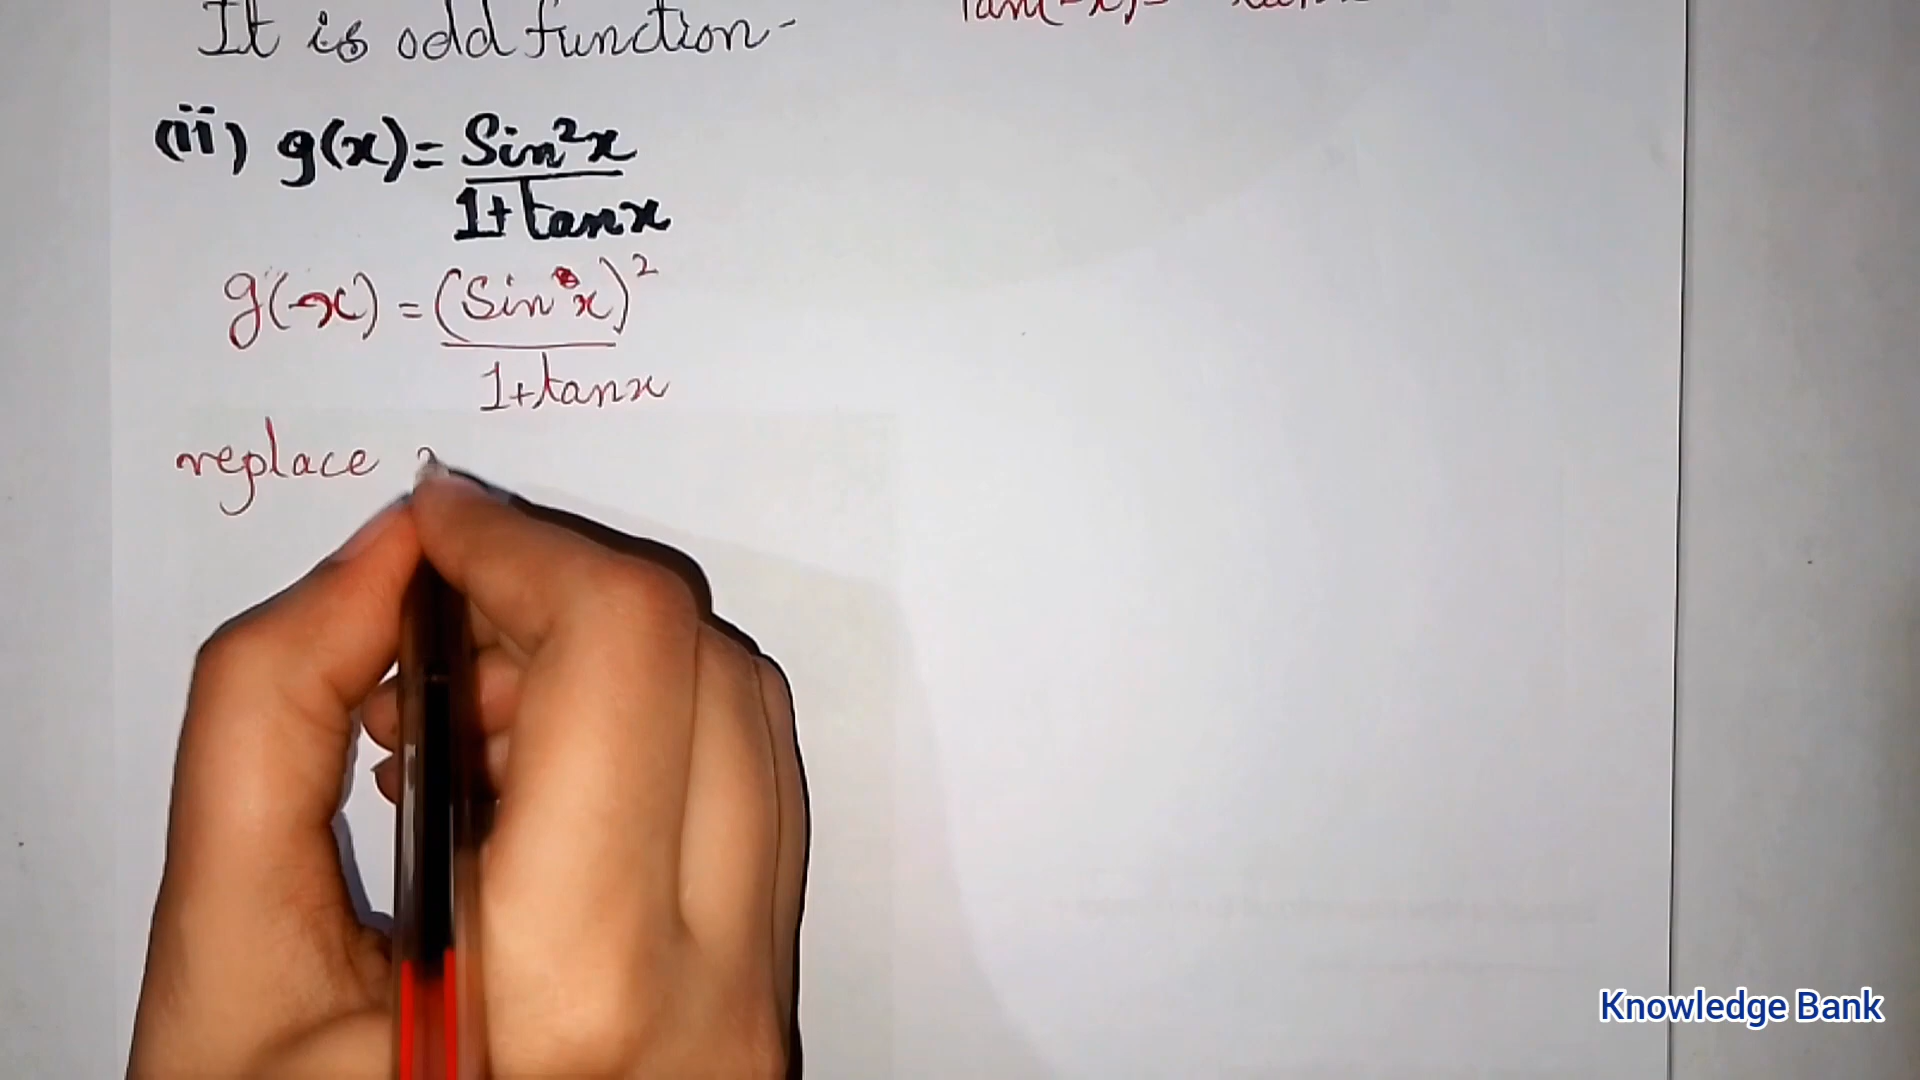 It is odd function-
(ii) g(x) = Sin²x
1+tanx
g(-x) = (Sin x)²
1+tanx
replace
Knowledge Bank